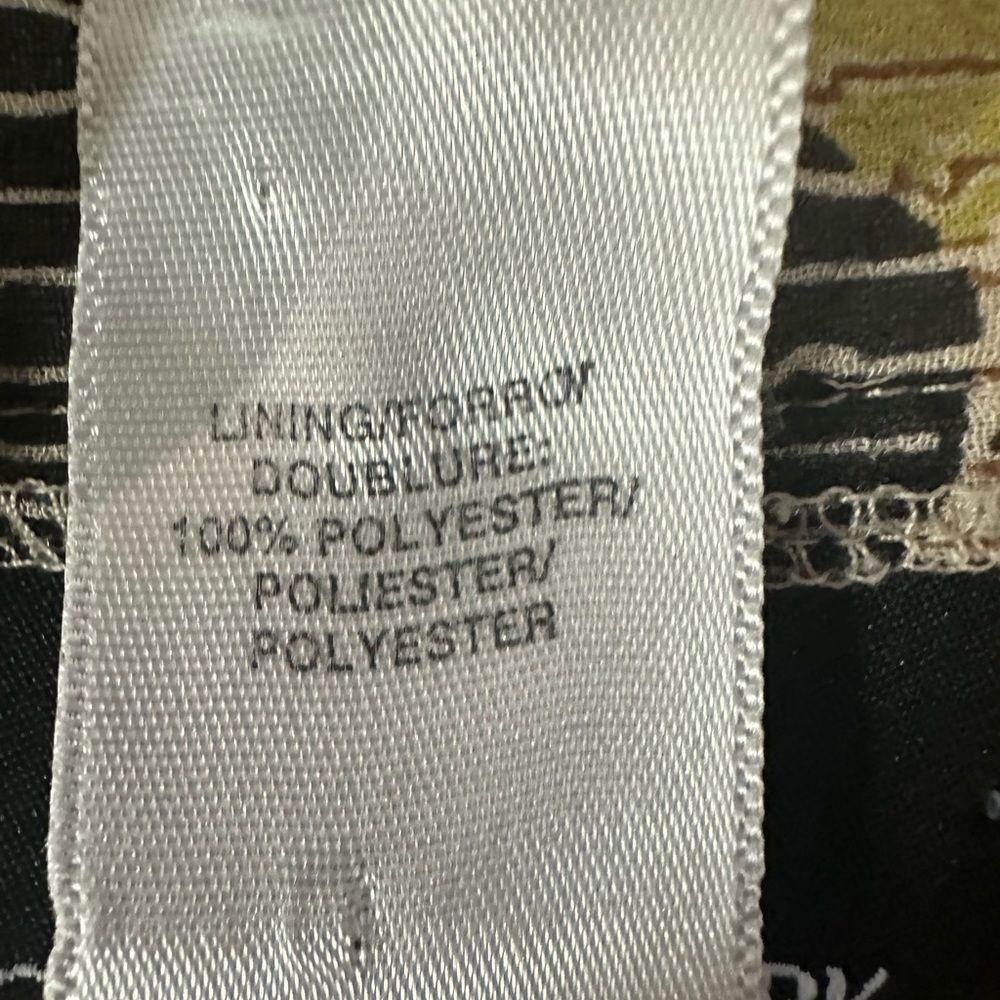 LINING/FORRO/
DOUBLURE:
100% POLYESTER/
POLIESTER/
POLYESTER